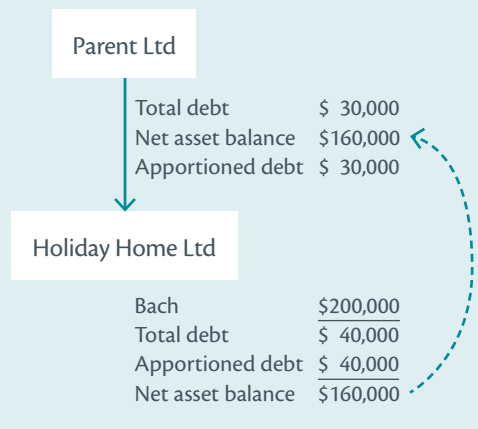 Parent Ltd
Total debt $ 30,000
Net asset balance $160,000
Apportioned debt $ 30,000
Holiday Home Ltd
Bach $200,000
Total debt $ 40,000
Apportioned debt $ 40,000
Net asset balance $160,000